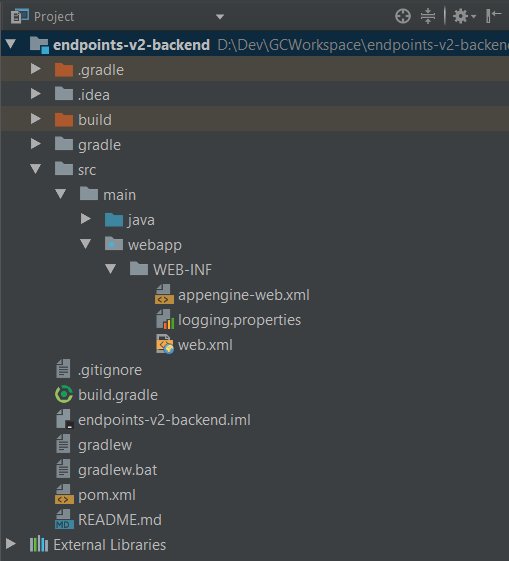 Project
endpoints-v2-backend D:\Dev\GCWorkspace\endpoints-v2-backen
.gradle
.idea
build
gradle
src
main
java
webapp
WEB-INF
appengine-web.xml
logging.properties
web.xml
.gitignore
build.gradle
endpoints-v2-backend.iml
gradlew
gradlew.bat
pom.xml
MD README.md
External Libraries